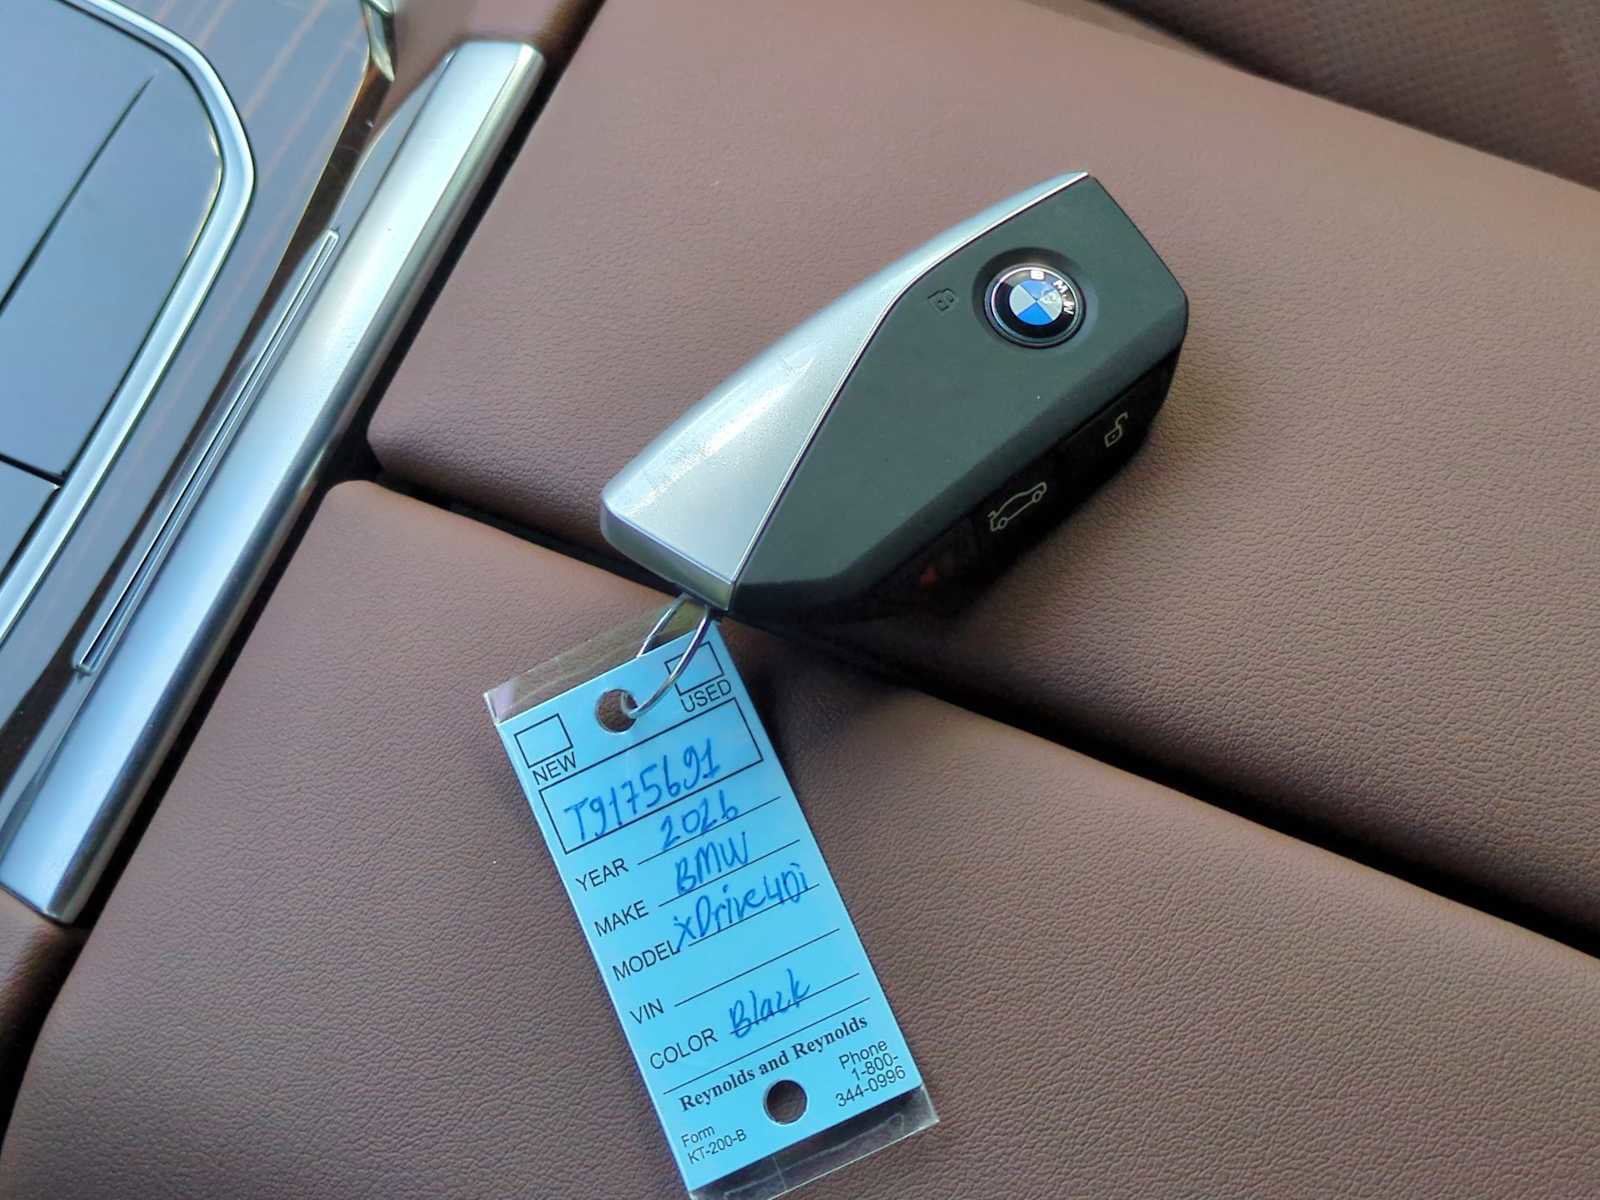 BMW
USED
NEW
T9175691
YEAR 2026
MAKE BMW
MODEL xDrive40i
VIN
COLOR Black
Reynolds and Reynolds
Form
KT-200-B
Phone
1-800-
344-0996